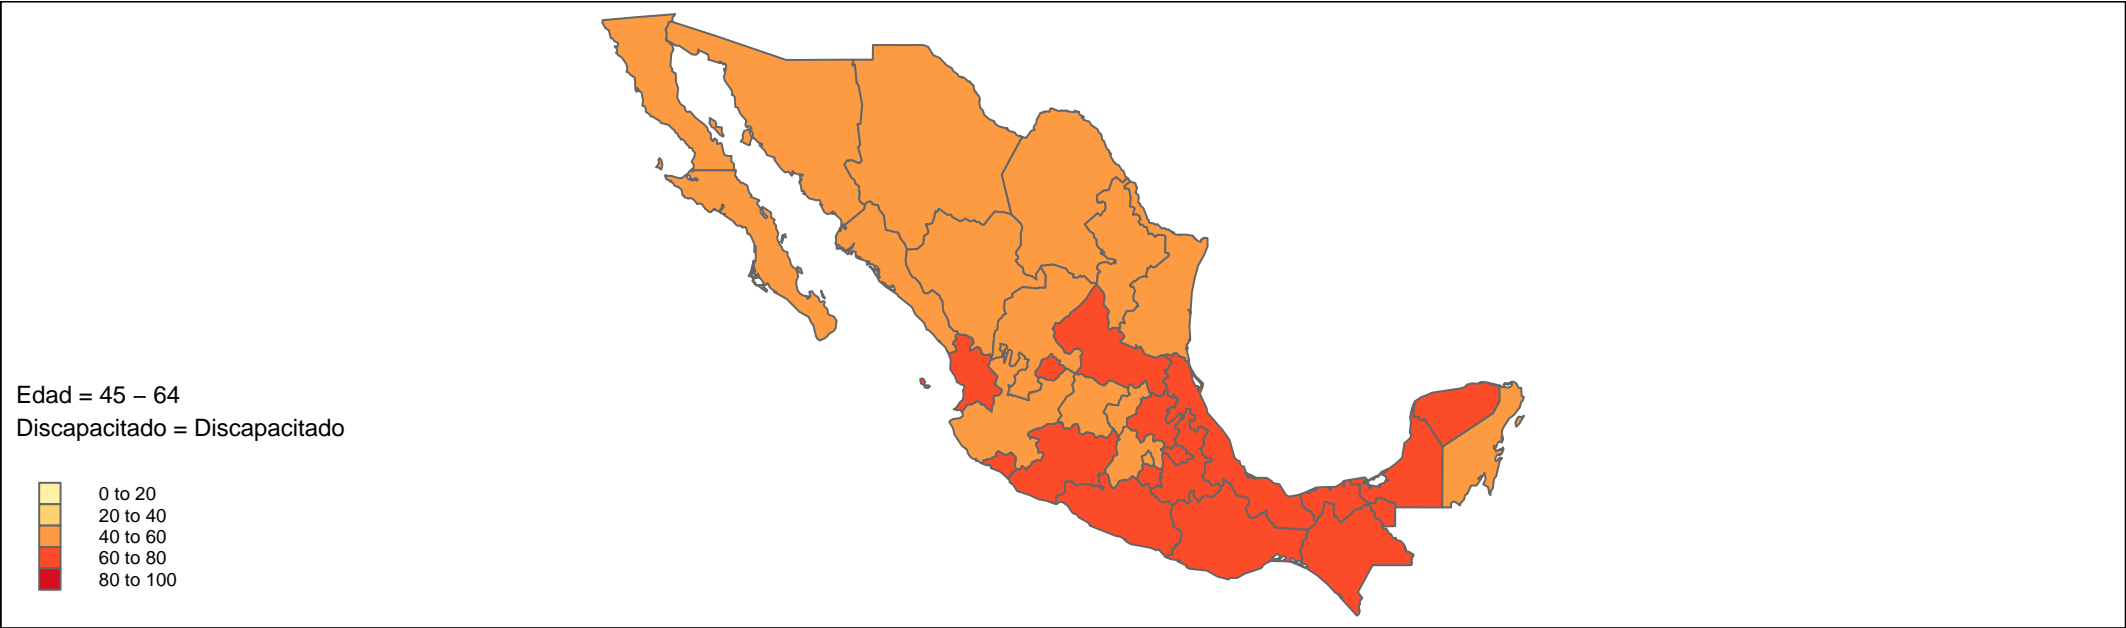 Edad = 45 – 64
Discapacitado = Discapacitado
0 to 20
20 to 40
40 to 60
60 to 80
80 to 100